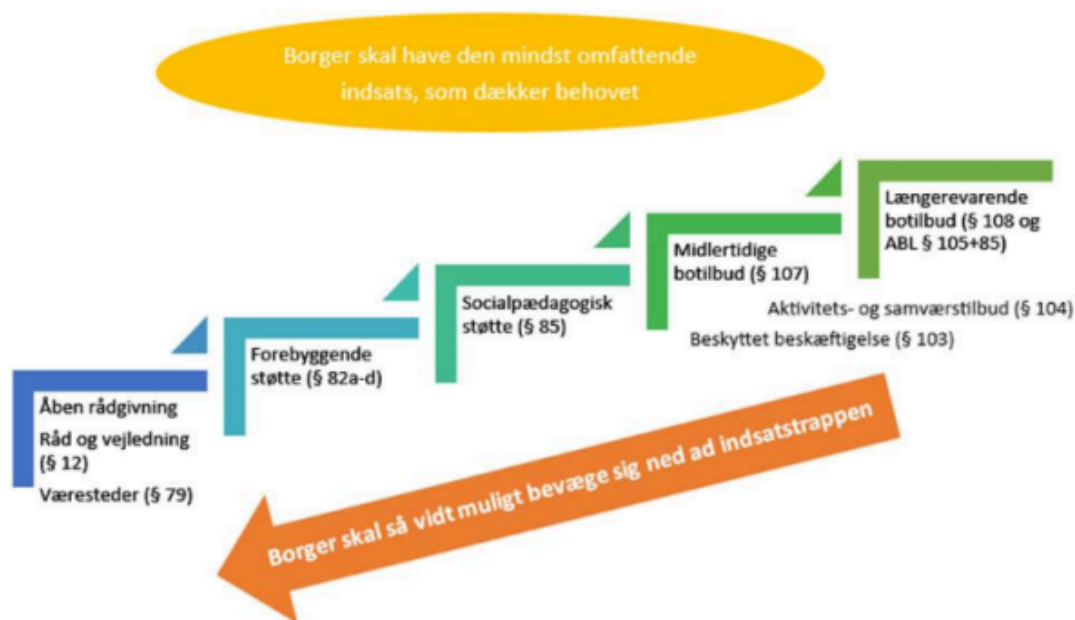 Borger skal have den mindst omfattende
indsats, som dækker behovet
Åben rådgivning
Råd og vejledning
(§ 12)
Væresteder (§ 79)
Forebyggende
støtte (§ 82a-d)
Socialpædagogisk
støtte (§ 85)
Midlertidige
botilbud (§ 107)
Længerevarende
botilbud (§ 108 og
ABL § 105+85)
Aktivitets- og samværstilbud (§ 104)
Beskyttet beskæftigelse (§ 103)
Borger skal så vidt muligt bevæge sig ned ad indsatstrappen